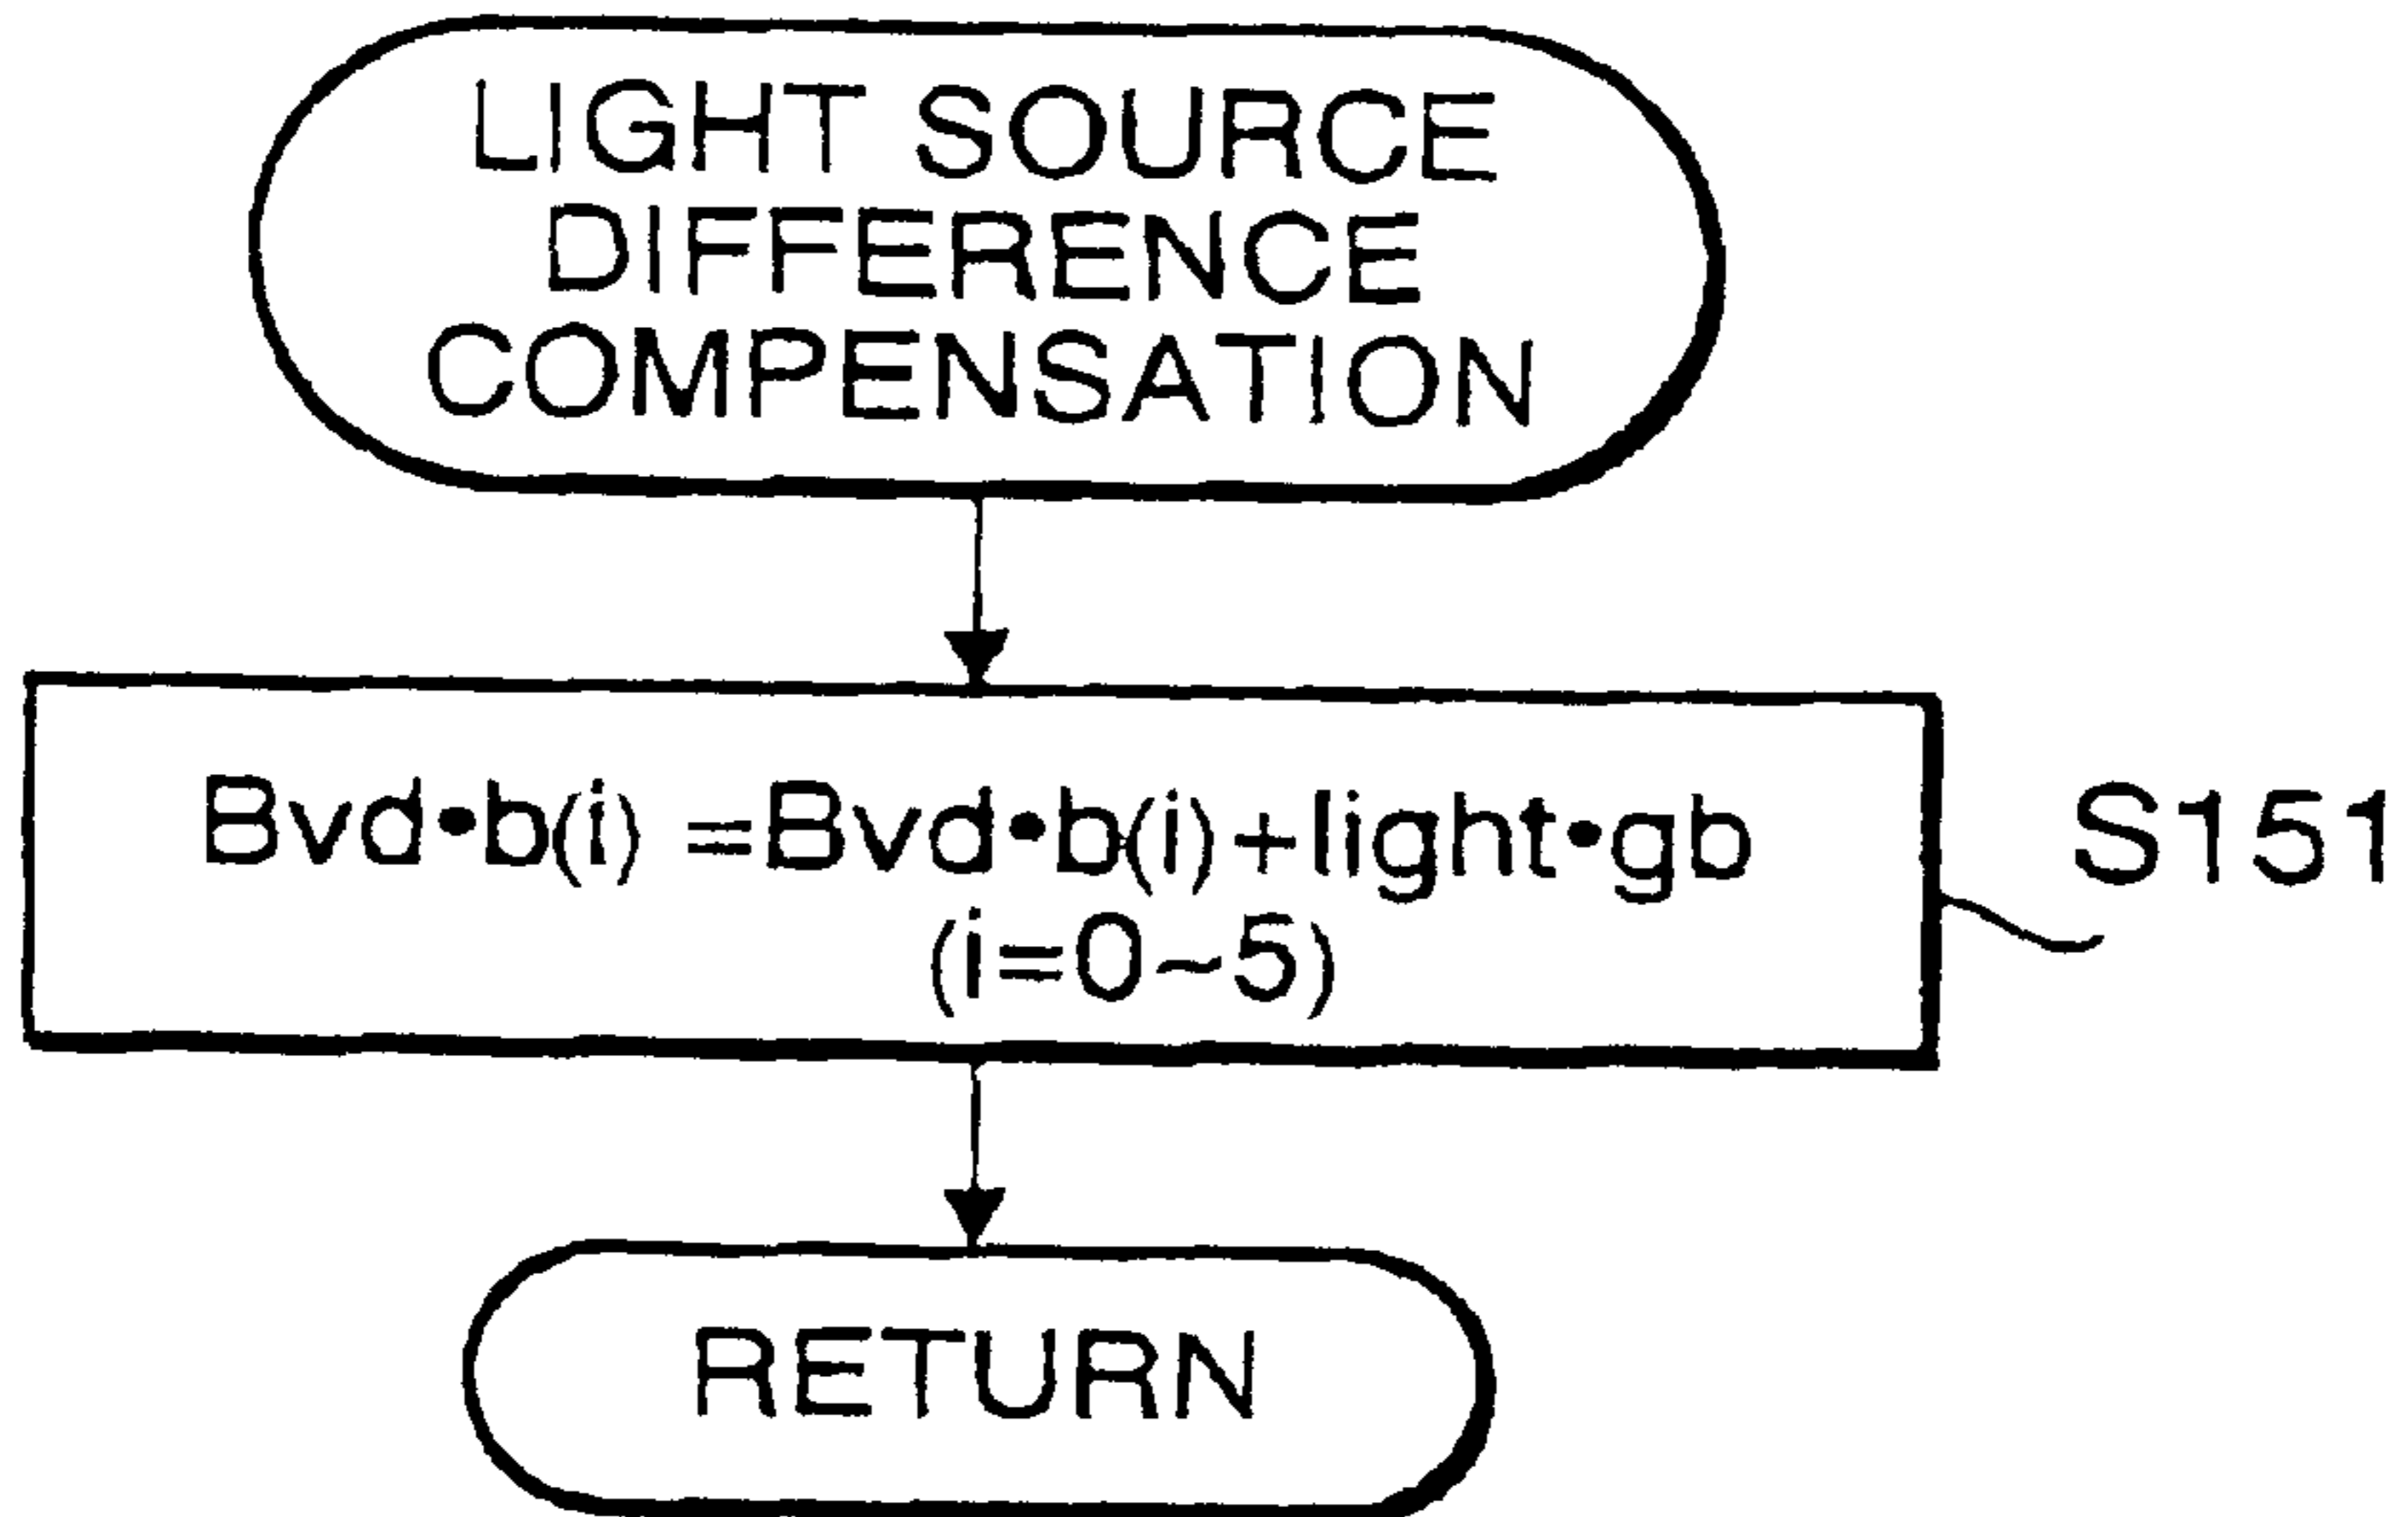 LIGHT SOURCE
DIFFERENCE
COMPENSATION
Bvd•b(i) =Bvd•b(i)+light•gb
(i=0~5)
S151
RETURN